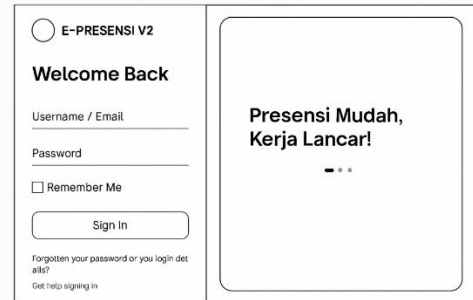 E-PRESENSI V2
Welcome Back
Username / Email
Password
Remember Me
Sign In
Forgotten your password or you login det
ails?
Get help signing in
Presensi Mudah,
Kerja Lancar!